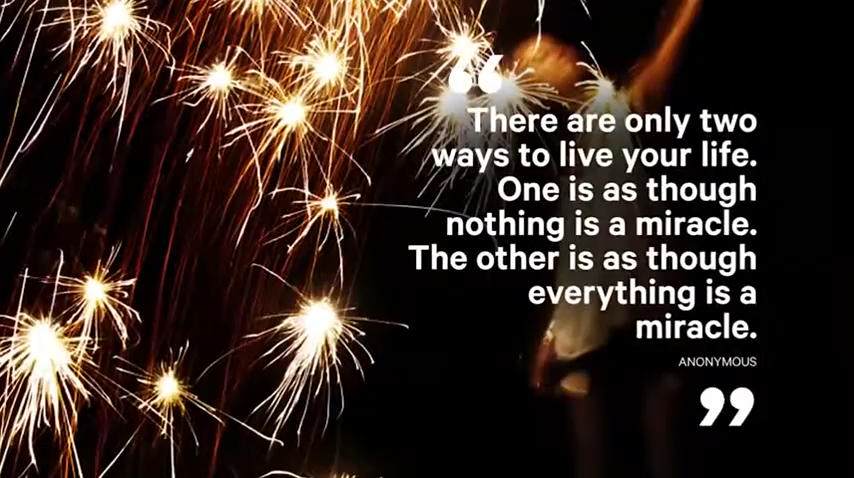 “
There are only two
ways to live your life.
One is as though
nothing is a miracle.
The other is as though
everything is a
miracle.
ANONYMOUS
”